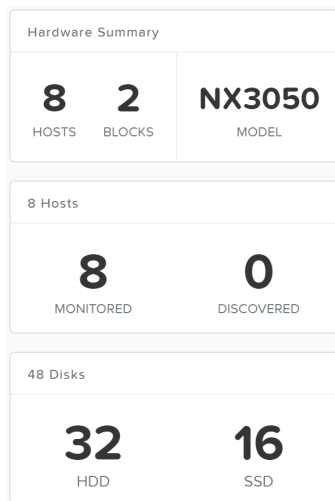 Hardware Summary
8 2 NX3050
HOSTS BLOCKS MODEL
8 Hosts
8 0
MONITORED DISCOVERED
48 Disks
32 16
HDD SSD